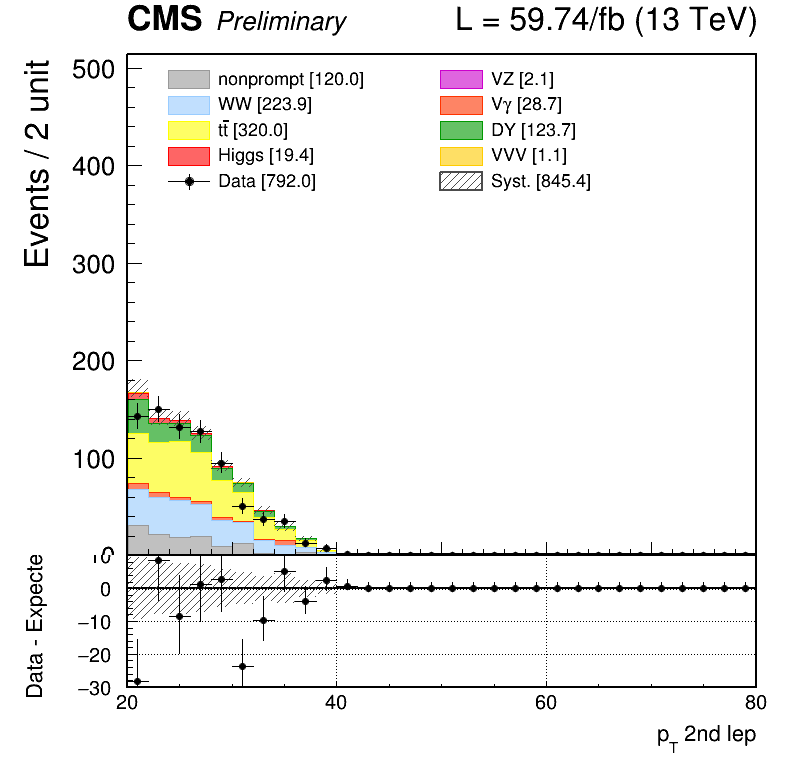 CMS Preliminary L = 59.74/fb (13 TeV)
Events / 2 unit
500
400
300
200
100
0
nonprompt [120.0]
WW [223.9]
tt̄ [320.0]
Higgs [19.4]
Data [792.0]
VZ [2.1]
Vγ [28.7]
DY [123.7]
VVV [1.1]
Syst. [845.4]
Data - Expecte
10
0
−10
−20
−30
20 40 60 80
pT 2nd lep